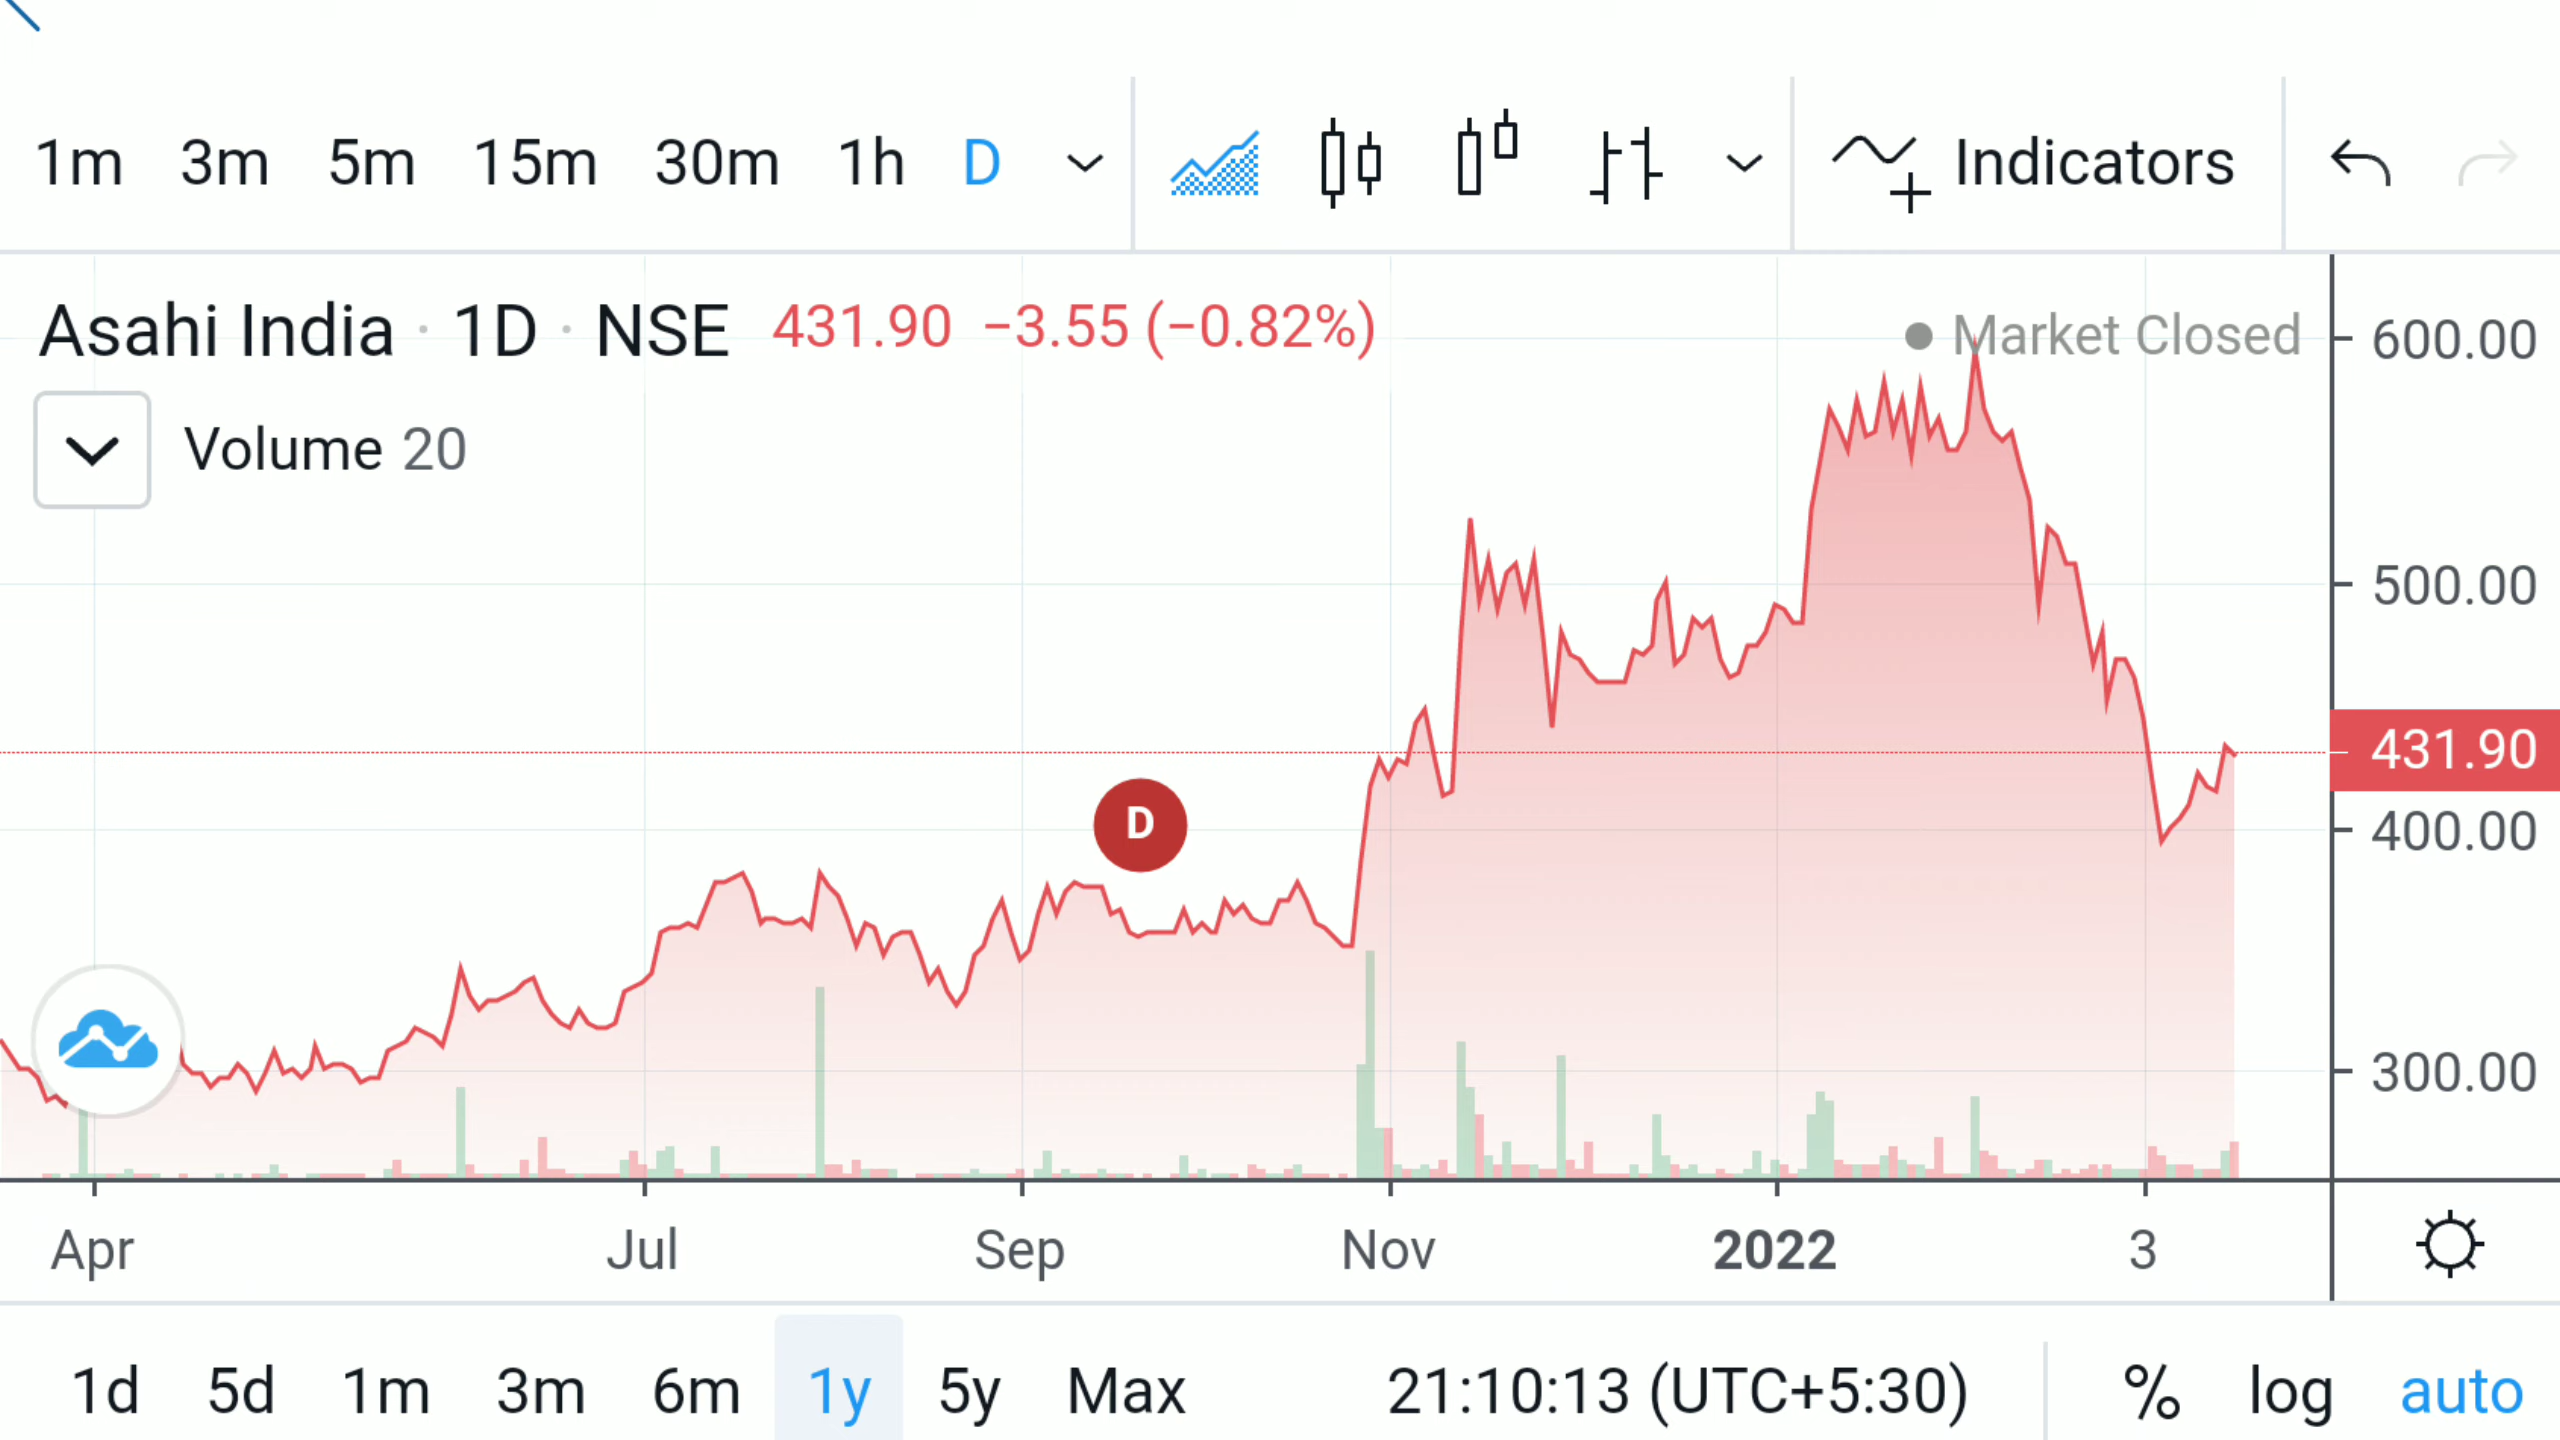 1m 3m 5m 15m 30m 1h D Indicators
Asahi India · 1D · NSE 431.90 −3.55 (−0.82%) Market Closed
Volume 20
600.00
500.00
431.90
400.00
300.00
D
Apr Jul Sep Nov 2022 3
1d 5d 1m 3m 6m 1y 5y Max 21:10:13 (UTC+5:30) % log auto